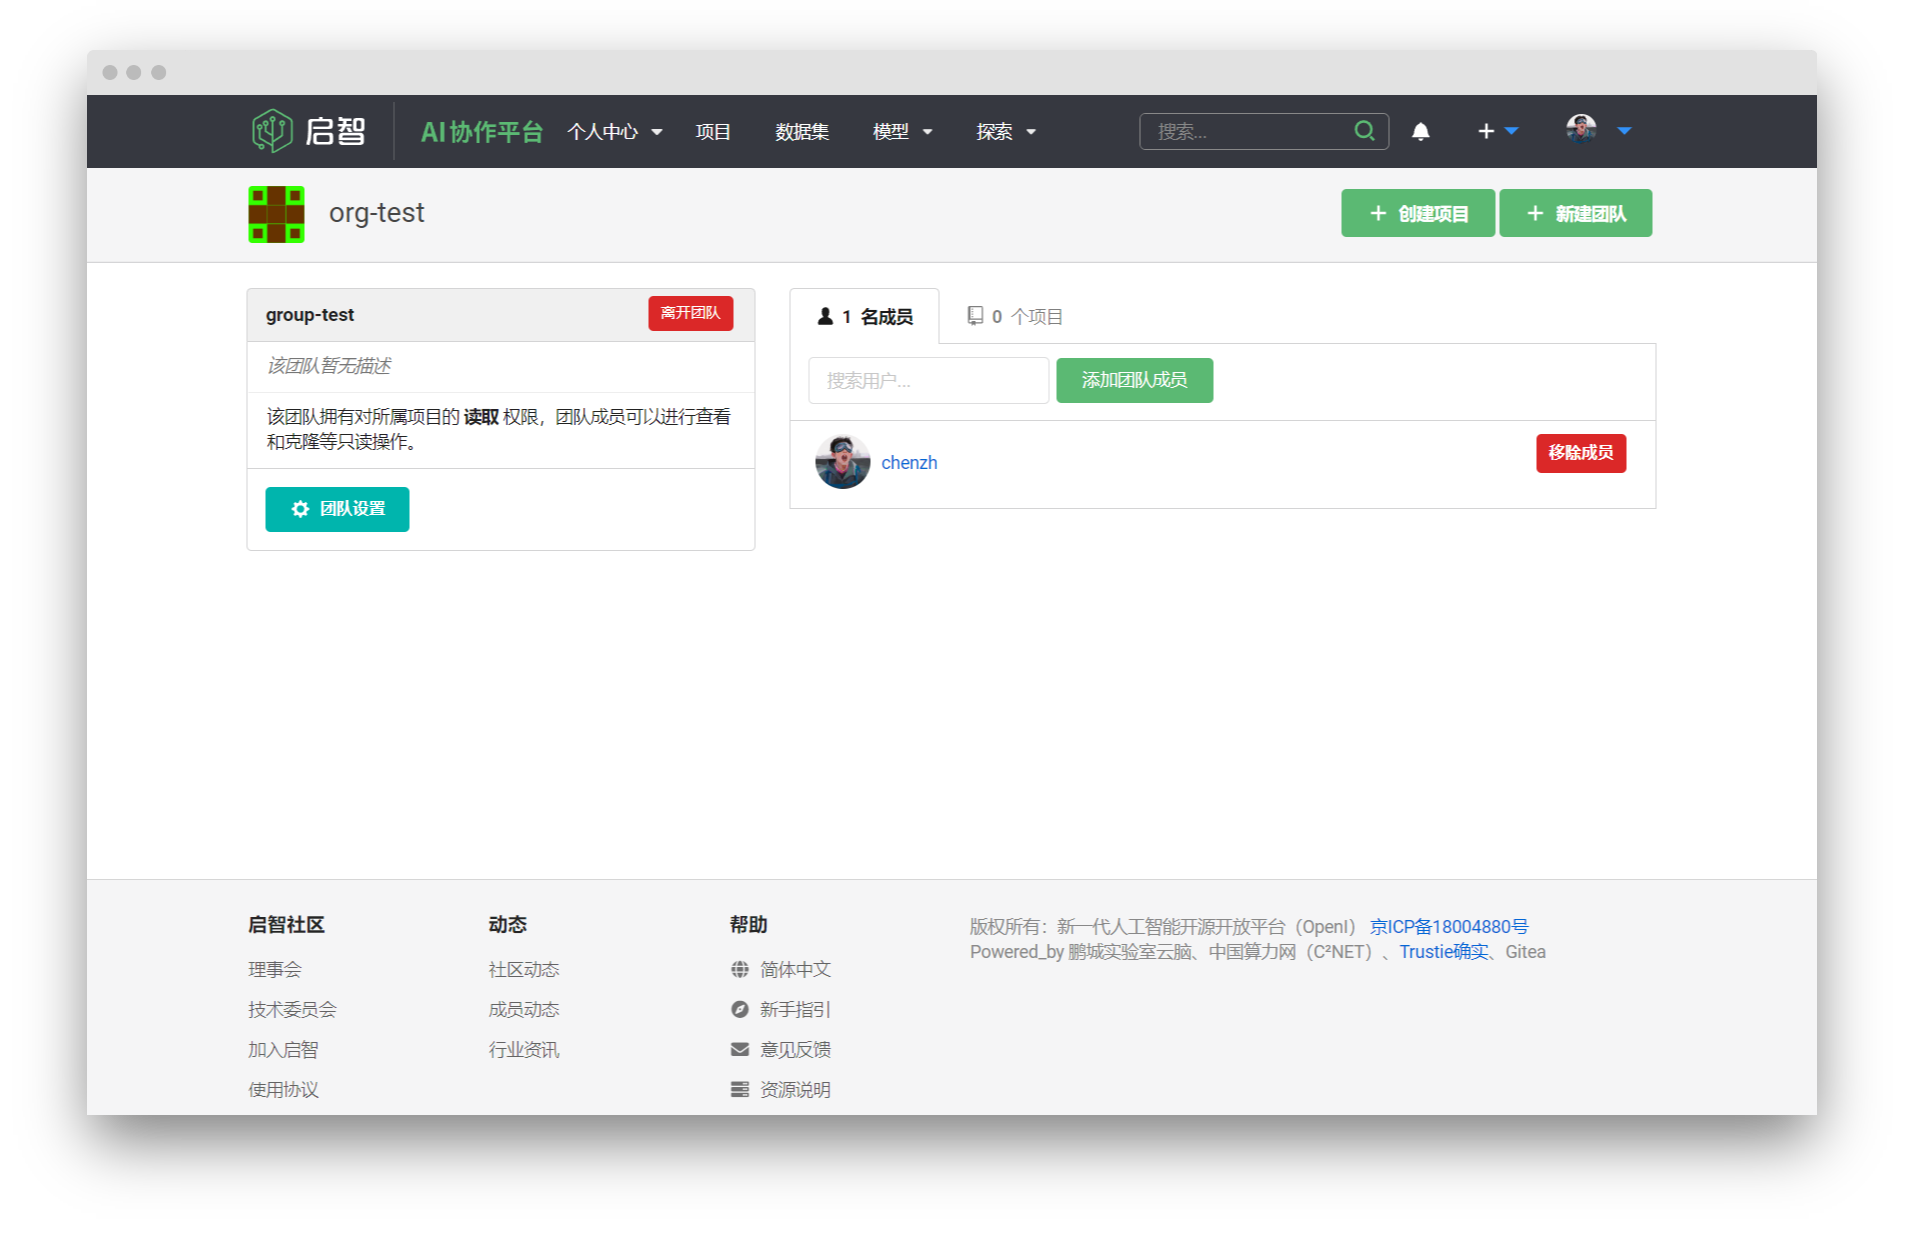 启智 AI 协作平台 个人中心 项目 数据集 模型 探索 搜索...
org-test 创建项目 新建团队
group-test 离开团队
该团队暂无描述
该团队拥有对所属项目的 读取 权限，团队成员可以进行查看
和克隆等只读操作。
团队设置
1 名成员 0 个项目
搜索用户... 添加团队成员
chenzh 移除成员
启智社区
理事会
技术委员会
加入启智
使用协议
动态
社区动态
成员动态
行业资讯
帮助
简体中文
新手指引
意见反馈
资源说明
版权所有：新一代人工智能开源开放平台（OpenI） 京ICP备18004880号
Powered_by 鹏城实验室云脑、中国算力网（C²NET）、Trustie确实、Gitea